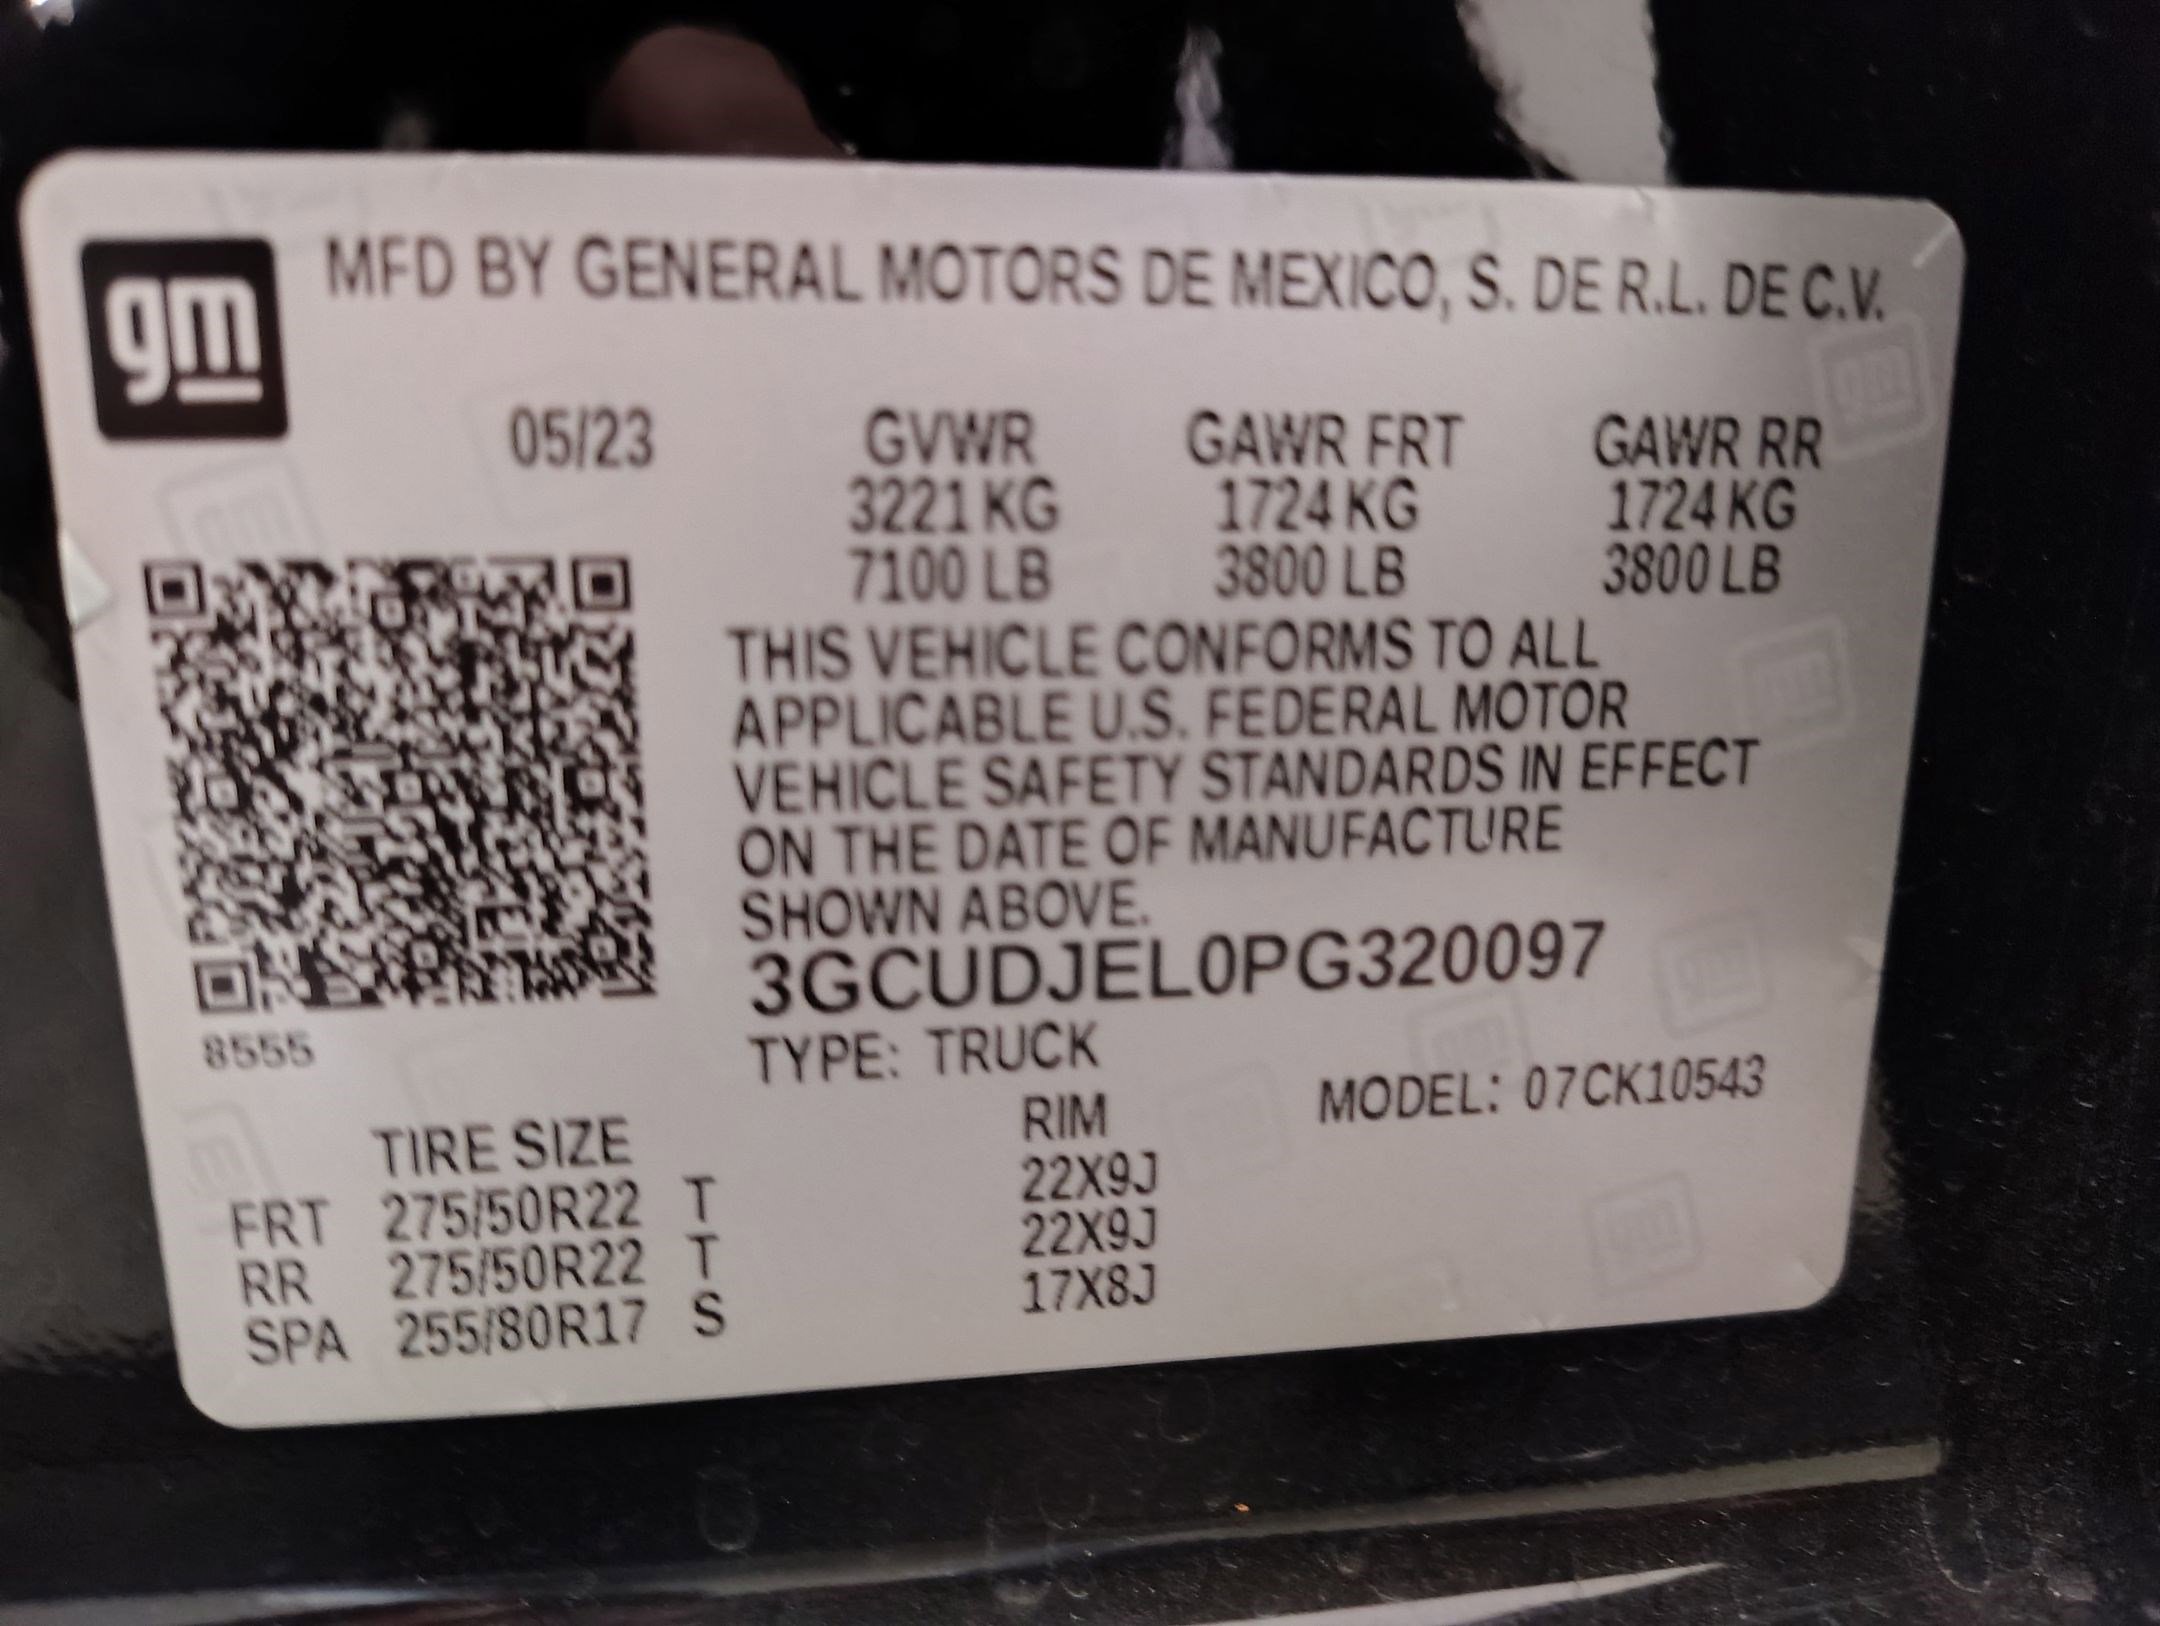 gm
MFD BY GENERAL MOTORS DE MEXICO, S. DE R.L. DE C.V.
05/23 GVWR GAWR FRT GAWR RR
3221 KG 1724 KG 1724 KG
7100 LB 3800 LB 3800 LB
THIS VEHICLE CONFORMS TO ALL
APPLICABLE U.S. FEDERAL MOTOR
VEHICLE SAFETY STANDARDS IN EFFECT
ON THE DATE OF MANUFACTURE
SHOWN ABOVE.
3GCUDJEL0PG320097
8555
TYPE: TRUCK
MODEL: 07CK10543
TIRE SIZE RIM
FRT 275/50R22 T 22X9J
RR 275/50R22 T 22X9J
SPA 255/80R17 S 17X8J